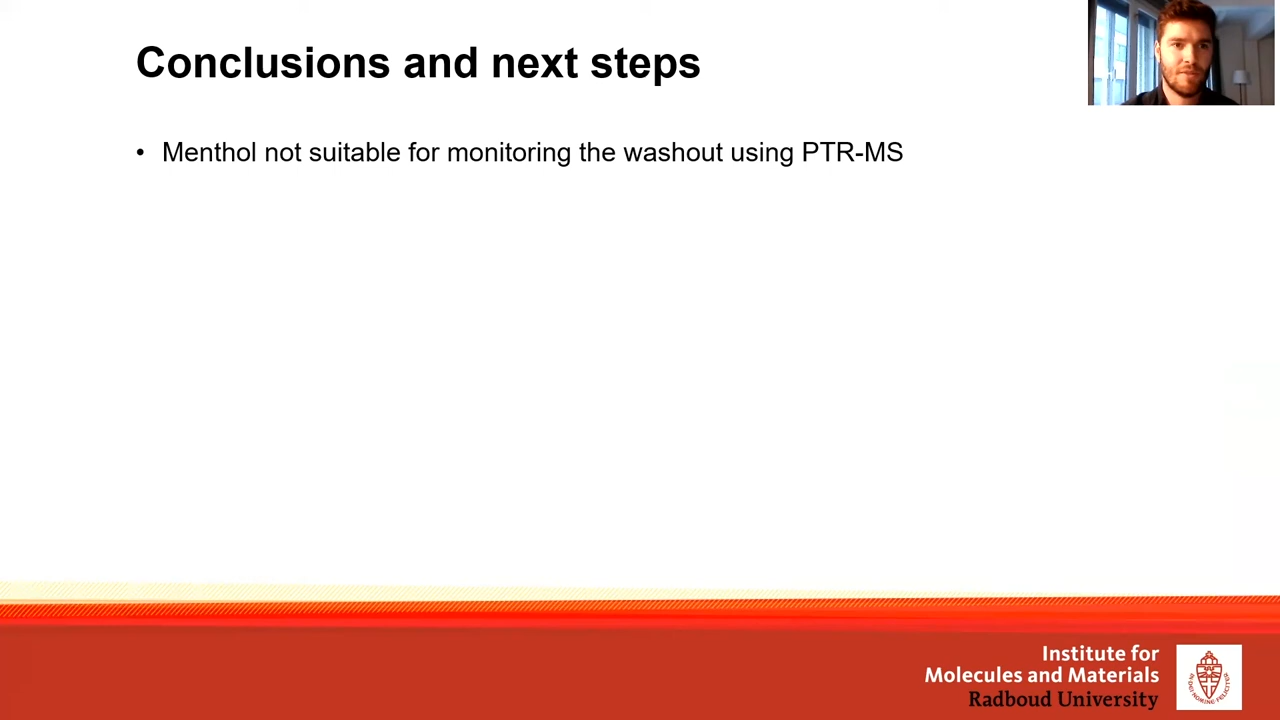 Conclusions and next steps
• Menthol not suitable for monitoring the washout using PTR-MS
Institute for
Molecules and Materials
Radboud University